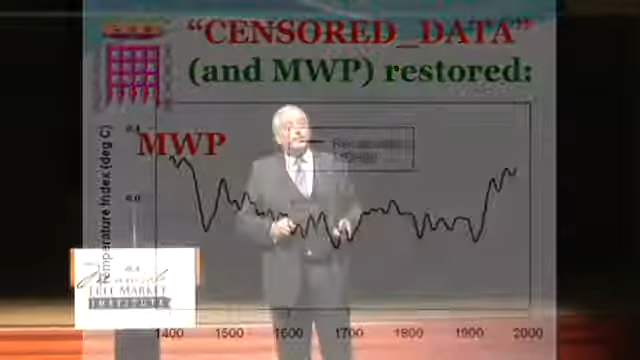 "CENSORED_DATA"
(and MWP) restored:
MWP
Temperature Index (deg C)
0.0
FREE MARKET
INSTITUTE
1400 1500 1600 1700 1800 1900 2000